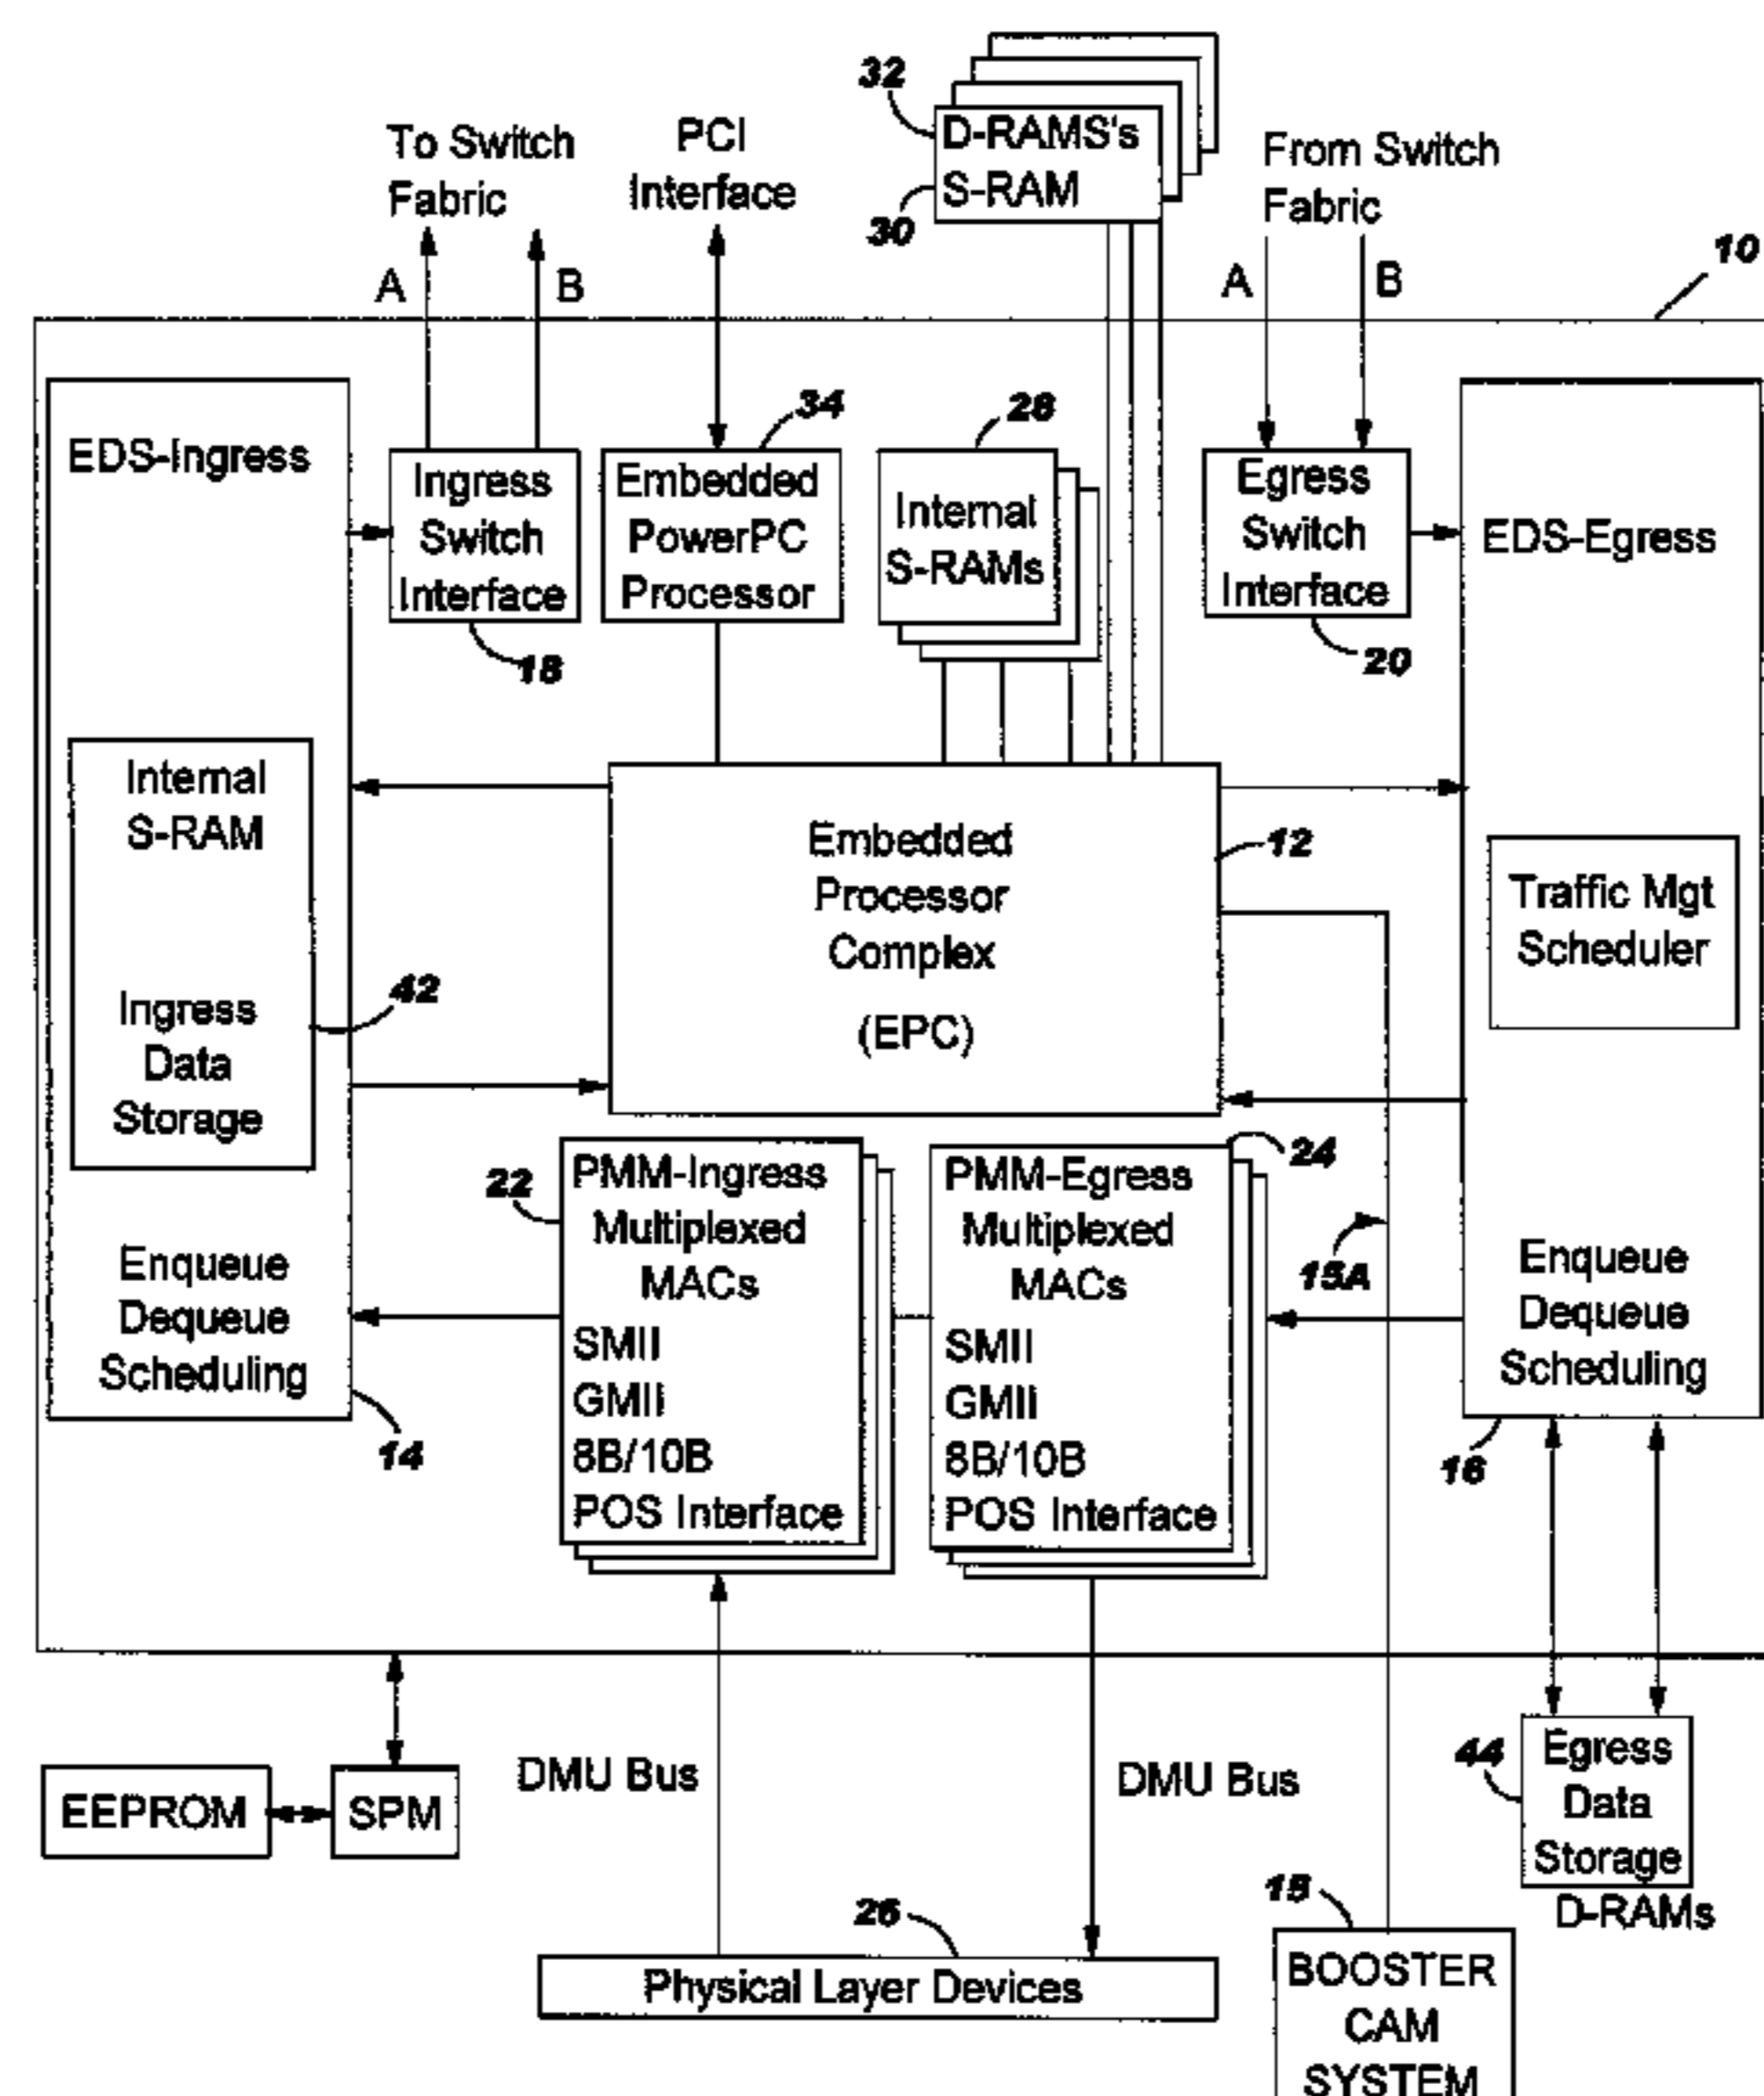 32
D-RAMS's
S-RAM
30
To Switch
Fabric
A
B
PCI
Interface
From Switch
Fabric
A
B
10
EDS-Ingress
Ingress
Switch
Interface
18
34
Embedded
PowerPC
Processor
28
Internal
S-RAMs
Egress
Switch
Interface
20
EDS-Egress
Internal
S-RAM
Ingress
Data
Storage
42
Embedded
Processor
Complex
(EPC)
12
Traffic Mgt
Scheduler
Enqueue
Dequeue
Scheduling
14
22
PMM-Ingress
Multiplexed
MACs
SMII
GMII
8B/10B
POS Interface
24
PMM-Egress
Multiplexed
MACs
SMII
GMII
8B/10B
POS Interface
15A
Enqueue
Dequeue
Scheduling
16
EEPROM
SPM
DMU Bus
DMU Bus
44
Egress
Data
Storage
D-RAMs
26
Physical Layer Devices
15
BOOSTER
CAM
SYSTEM